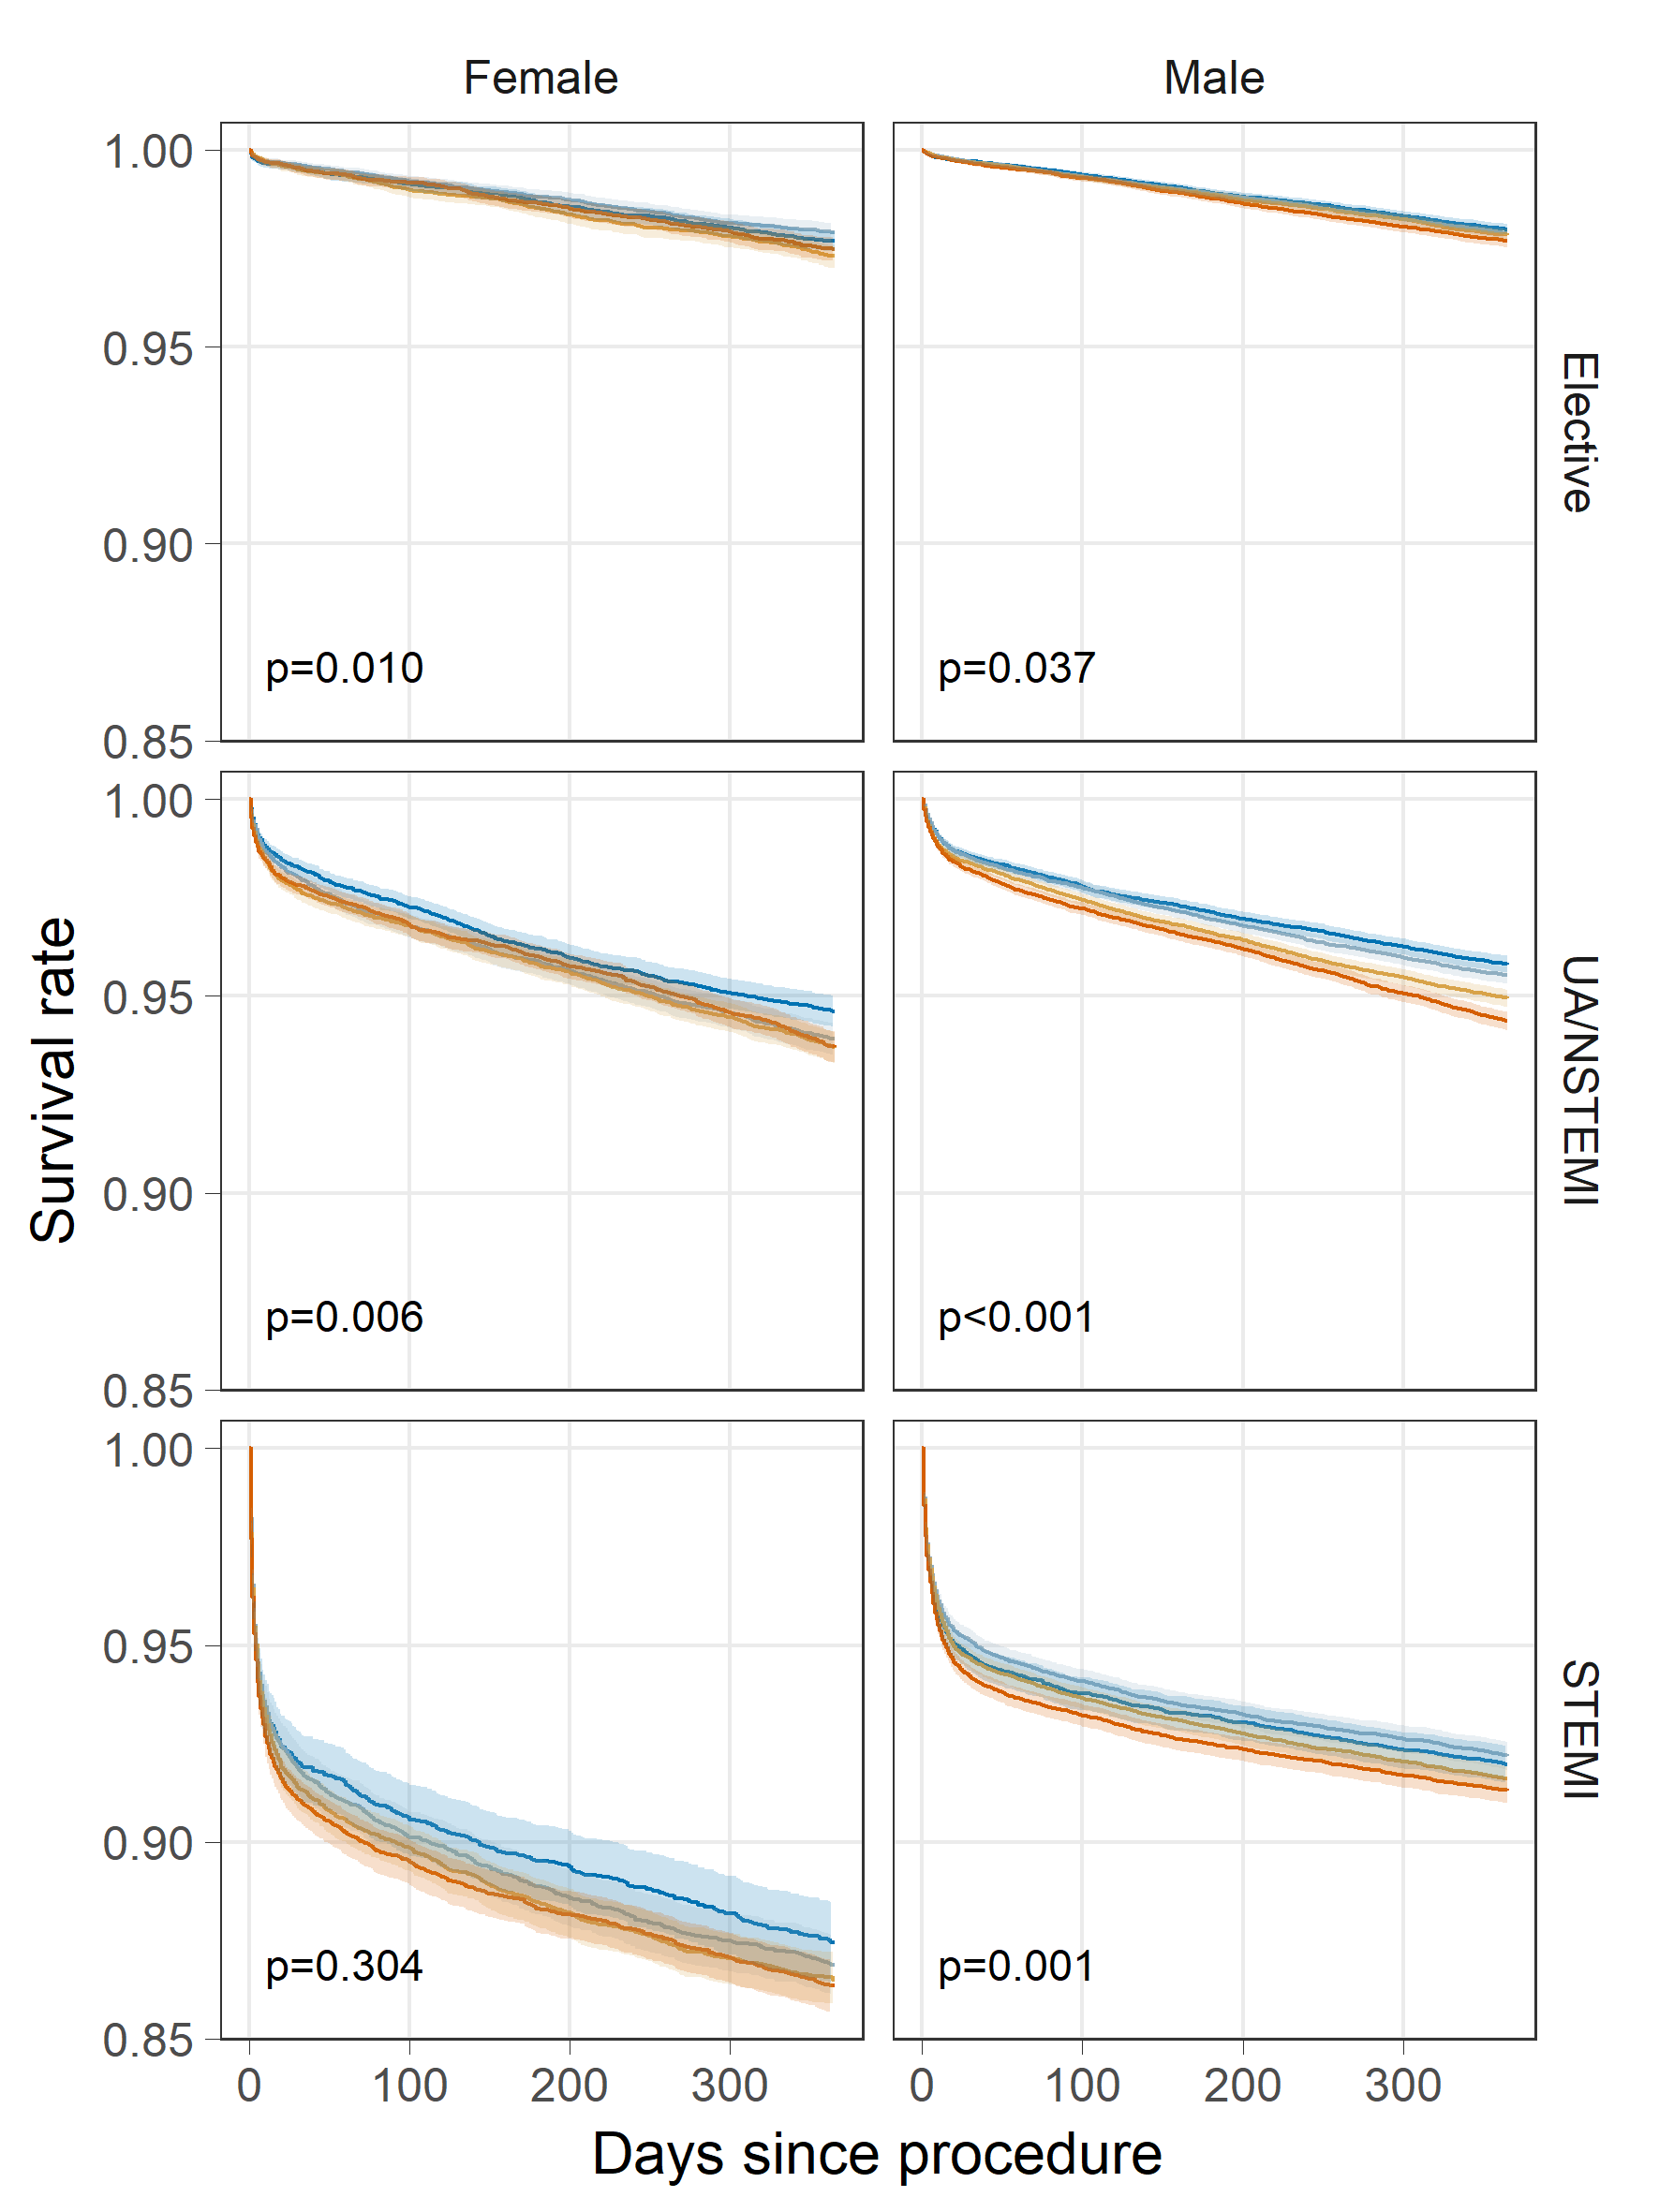 Female
Male
1.00
0.95
0.90
0.85
p=0.010
p=0.037
Elective
1.00
0.95
0.90
0.85
p=0.006
p<0.001
UA/NSTEMI
1.00
0.95
0.90
0.85
p=0.304
p=0.001
STEMI
Survival rate
0 100 200 300
0 100 200 300
Days since procedure